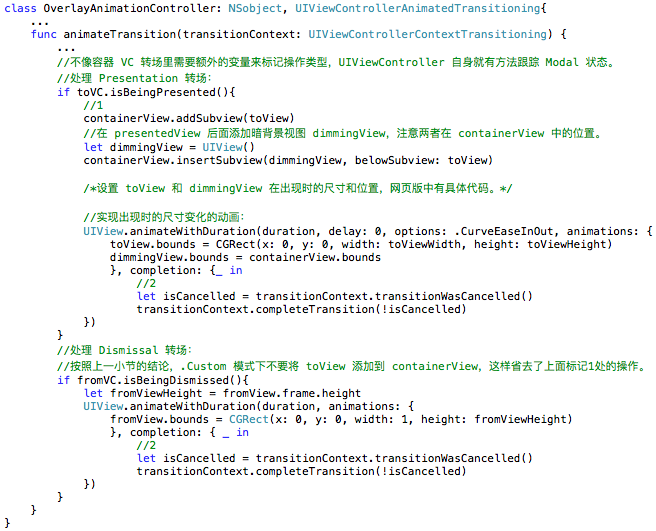 class OverlayAnimationController: NSobject, UIViewControllerAnimatedTransitioning{
    ...
    func animateTransition(transitionContext: UIViewControllerContextTransitioning) {
        ...
        //不像容器 VC 转场里需要额外的变量来标记操作类型，UIViewController 自身就有方法跟踪 Modal 状态。
        //处理 Presentation 转场：
        if toVC.isBeingPresented(){
            //1
            containerView.addSubview(toView)
            //在 presentedView 后面添加暗背景视图 dimmingView，注意两者在 containerView 中的位置。
            let dimmingView = UIView()
            containerView.insertSubview(dimmingView, belowSubview: toView)

            /*设置 toView 和 dimmingView 在出现时的尺寸和位置，网页版中有具体代码。*/

            //实现出现时的尺寸变化的动画：
            UIView.animateWithDuration(duration, delay: 0, options: .CurveEaseInOut, animations: {
                toView.bounds = CGRect(x: 0, y: 0, width: toViewWidth, height: toViewHeight)
                dimmingView.bounds = containerView.bounds
                }, completion: {_ in
                    //2
                    let isCancelled = transitionContext.transitionWasCancelled()
                    transitionContext.completeTransition(!isCancelled)
            })
        }
        //处理 Dismissal 转场：
        //按照上一小节的结论，.Custom 模式下不要将 toView 添加到 containerView，这样省去了上面标记1处的操作。
        if fromVC.isBeingDismissed(){
            let fromViewHeight = fromView.frame.height
            UIView.animateWithDuration(duration, animations: {
                fromView.bounds = CGRect(x: 0, y: 0, width: 1, height: fromViewHeight)
                }, completion: { _ in
                    //2
                    let isCancelled = transitionContext.transitionWasCancelled()
                    transitionContext.completeTransition(!isCancelled)
            })
        }
    }
}